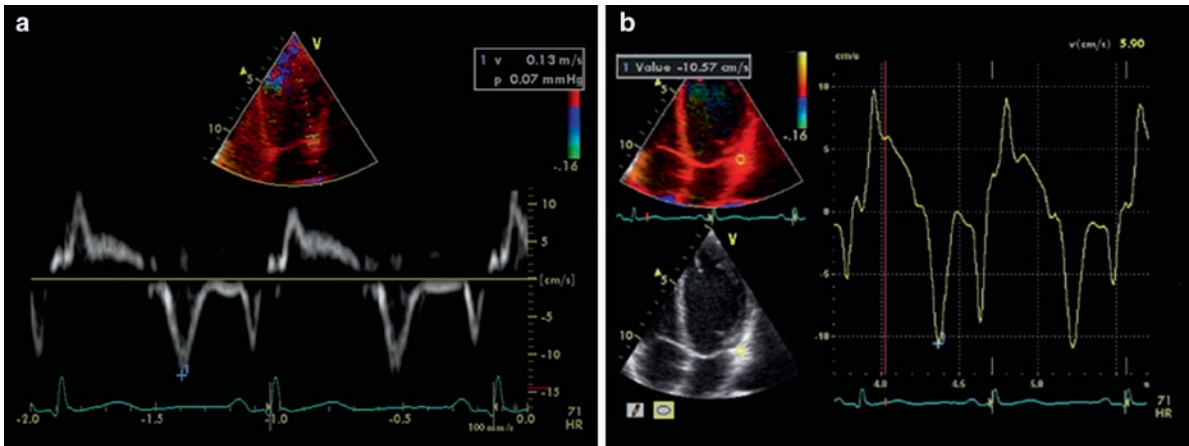 a
V
1 v 0.13 m/s
p 0.07 mmHg
5
10
-.16
10
5
[cm/s]
-5
-10
-15
-2.0 -1.5 -1.0 -0.5 0.0
100 mm/s
71
HR
b
v(cm/s) 5.90
1 Value -10.57 cm/s
cm/s
5
10
-.16
V
5
10
10
5
0
-5
-10
4.0 4.5 5.0 s
71
HR